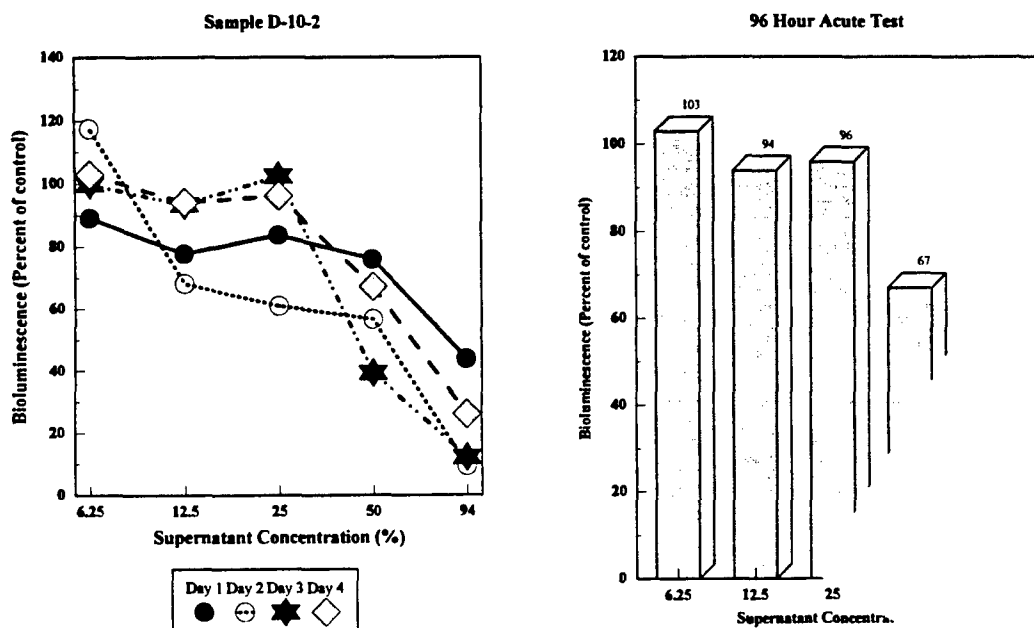 Sample D-10-2
Bioluminescence (Percent of control)
140
120
100
80
60
40
20
0
6.25 12.5 25 50 94
Supernatant Concentration (%)
Day 1 Day 2 Day 3 Day 4
96 Hour Acute Test
Bioluminescence (Percent of control)
120
100
80
60
40
20
0
103
94
96
67
6.25 12.5 25
Supernatant Concentra.